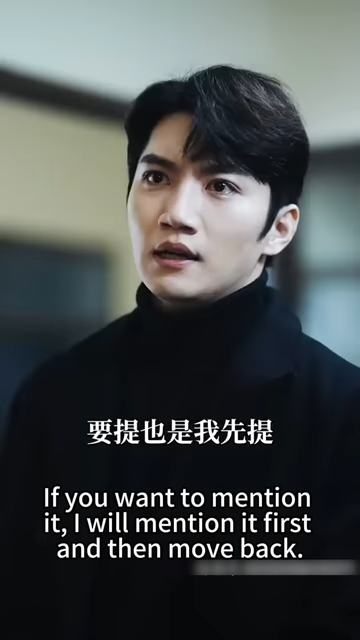 要提也是我先提
If you want to mention
it, I will mention it first
and then move back.